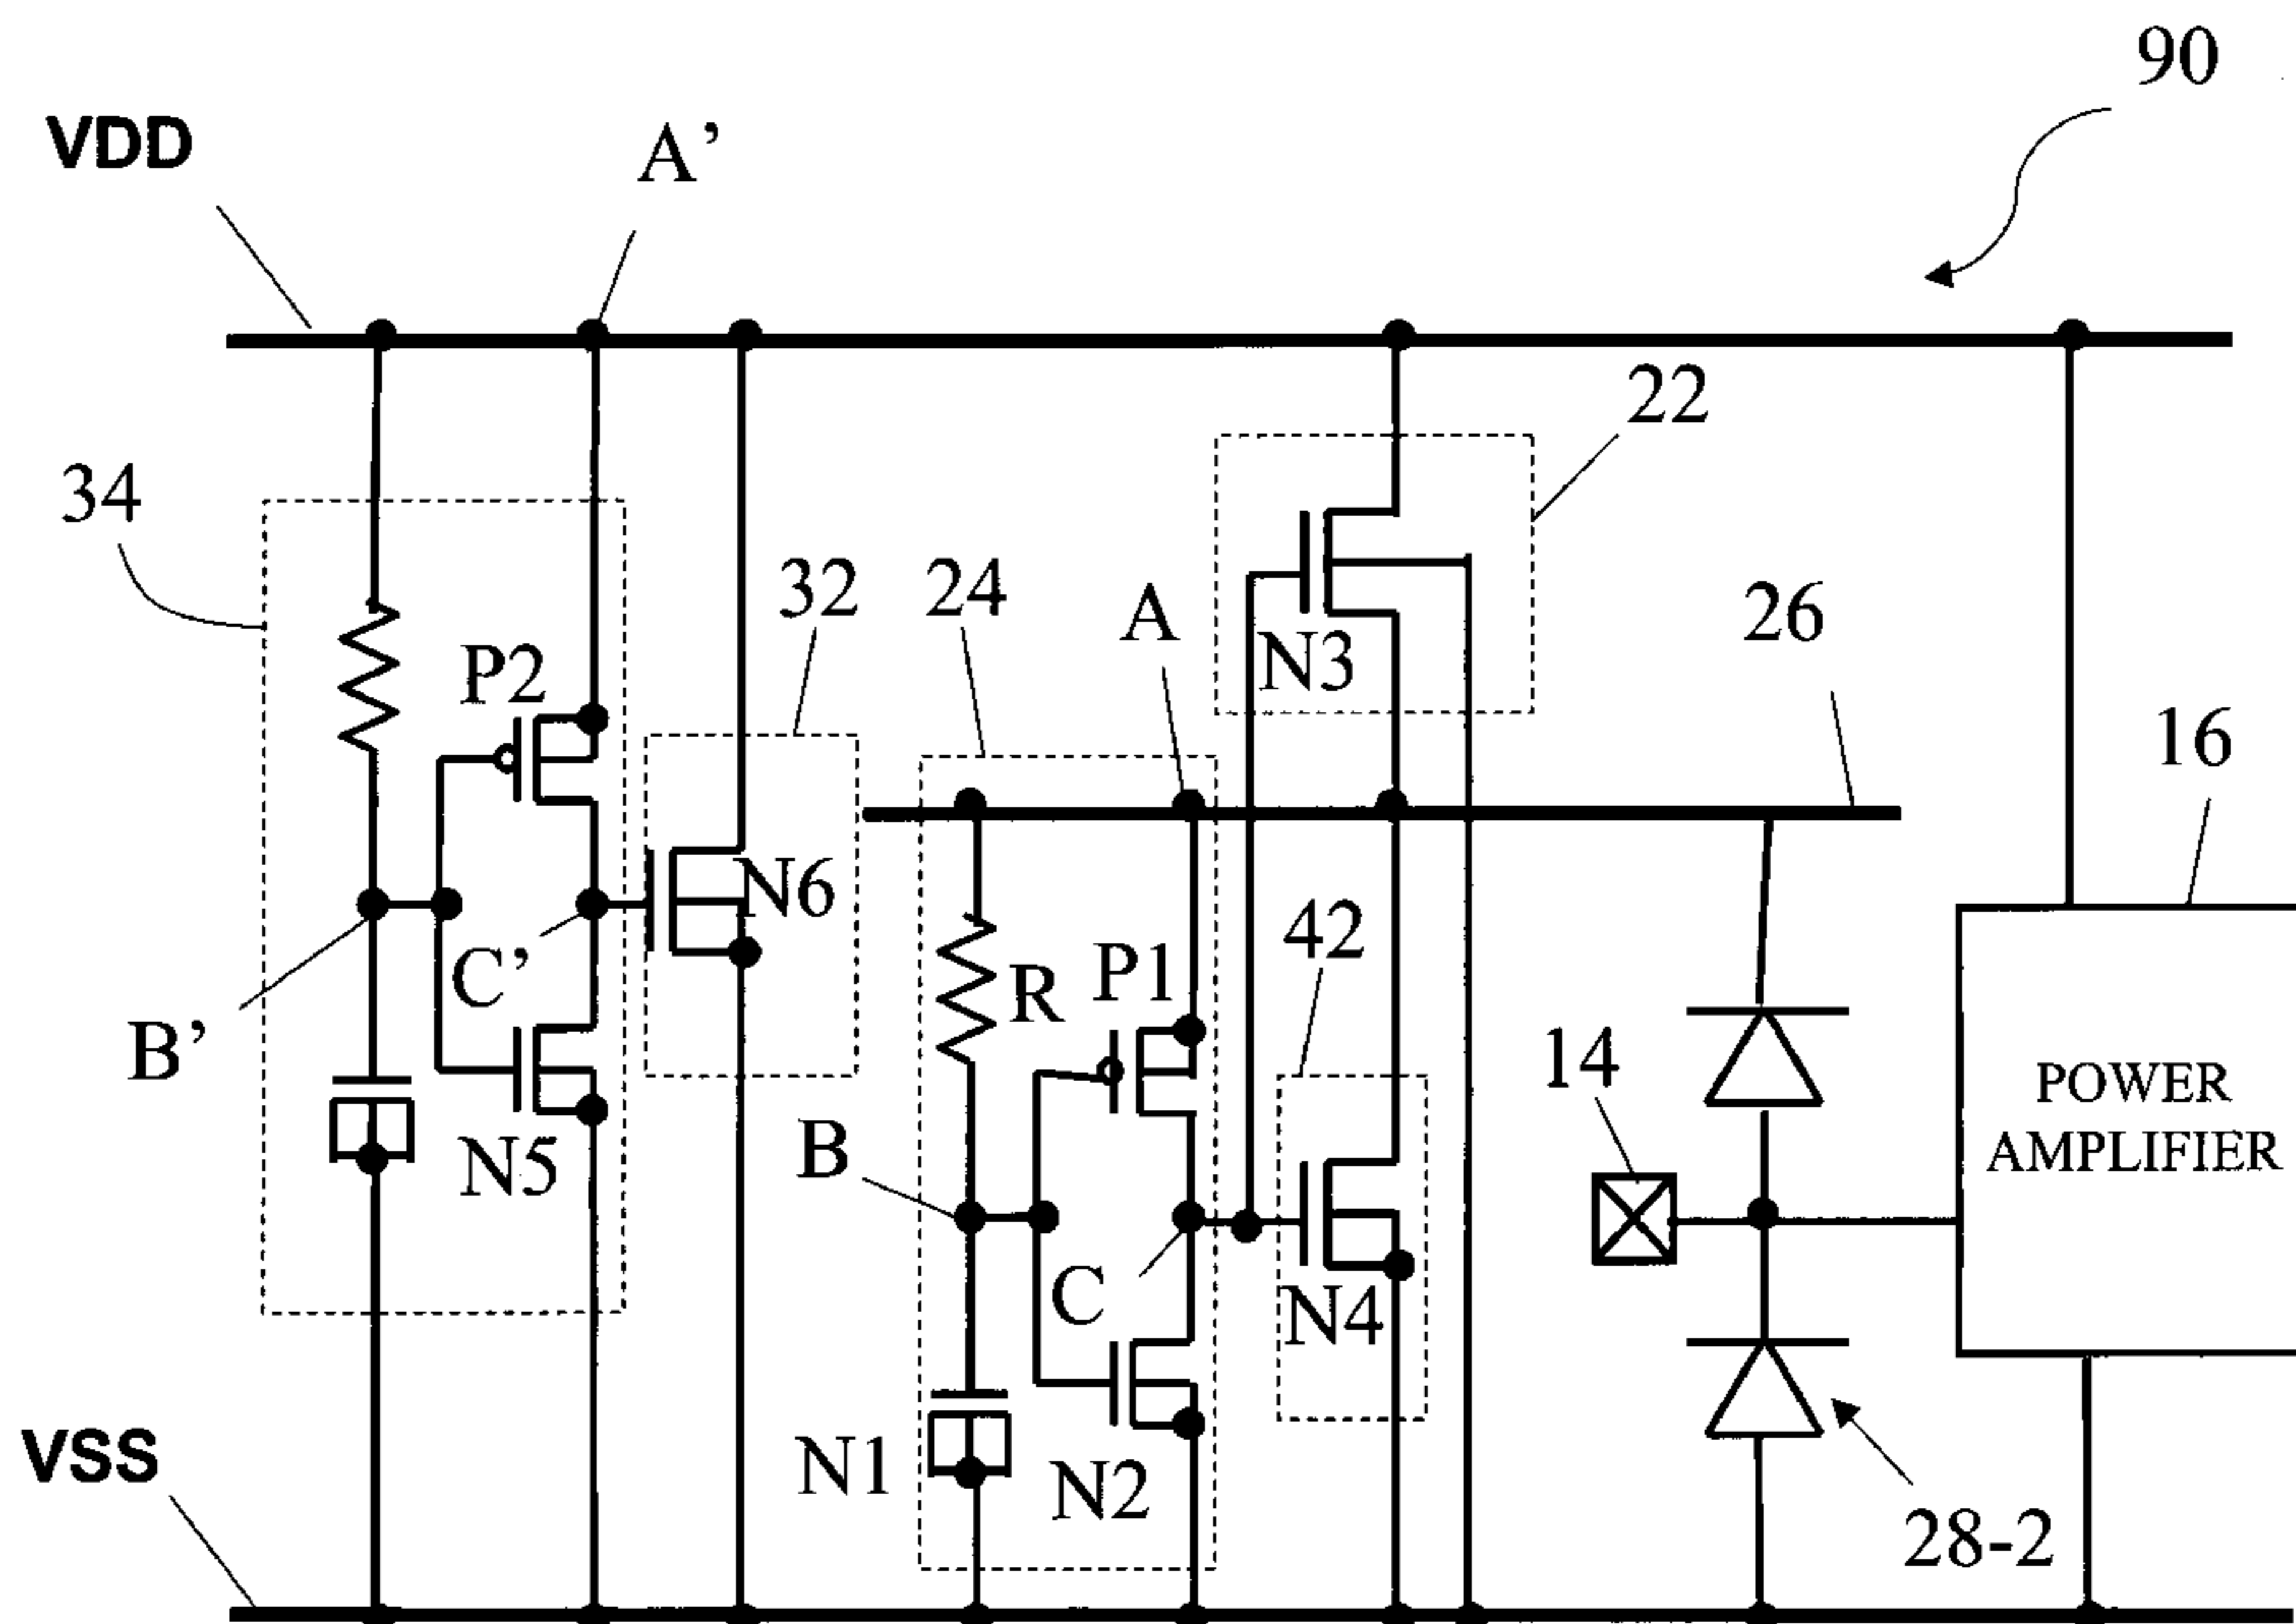 90
VDD
A'
22
34
32
24
A
26
P2
N3
16
N6
42
C'
R
P1
B'
14
POWER
AMPLIFIER
N5
B
C
N4
VSS
N1
N2
28-2